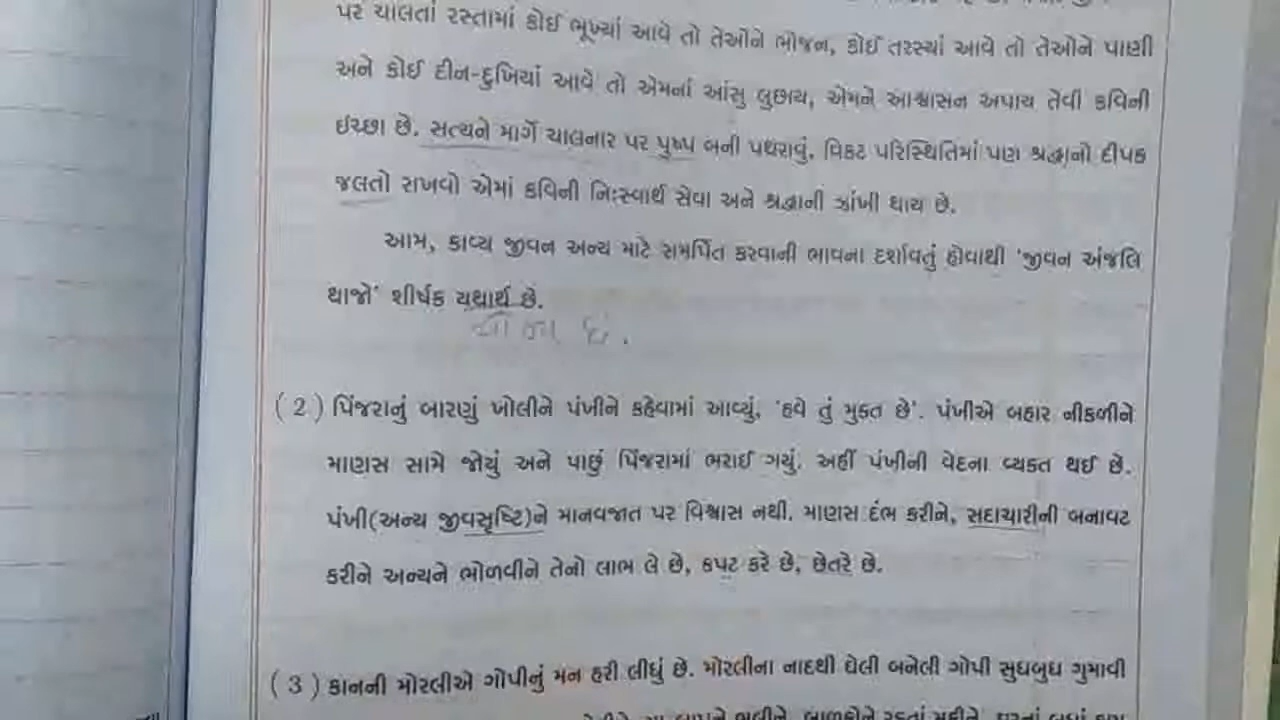 પર ચાલતાં રસ્તામાં કોઈ ભૂખ્યાં આવે તો તેઓને ભોજન, કોઈ તરસ્યાં આવે તો તેઓને પાણી
અને કોઈ દીન-દુખિયાં આવે તો એમનાં આંસુ લુછાય, એમને આશ્વાસન અપાય તેવી કવિની
ઈચ્છા છે. સત્યને માર્ગે ચાલનાર પર પુષ્પ બની પથરાવું, વિકટ પરિસ્થિતિમાં પણ શ્રદ્ધાનો દીપક
જલતો રાખવો એમાં કવિની નિઃસ્વાર્થ સેવા અને શ્રદ્ધાની ઝાંખી થાય છે.
આમ, કાવ્ય જીવન અન્ય માટે સમર્પિત કરવાની ભાવના દર્શાવતું હોવાથી 'જીવન અંજલિ
થાજો' શીર્ષક યથાર્થ છે.
છે.
(2) પિંજરાનું બારણું ખોલીને પંખીને કહેવામાં આવ્યું, 'હવે તું મુક્ત છે'. પંખીએ બહાર નીકળીને
માણસ સામે જોયું અને પાછું પિંજરામાં ભરાઈ ગયું. અહીં પંખીની વેદના વ્યક્ત થઈ છે.
પંખી(અન્ય જીવસૃષ્ટિ)ને માનવજાત પર વિશ્વાસ નથી. માણસ દંભ કરીને, સદાચારીની બનાવટ
કરીને અન્યને ભોળવીને તેનો લાભ લે છે, કપટ કરે છે, છેતરે છે.
(3) કાનની મોરલીએ ગોપીનું મન હરી લીધું છે. મોરલીના નાદથી ઘેલી બનેલી ગોપી સુધબુધ ગુમાવી